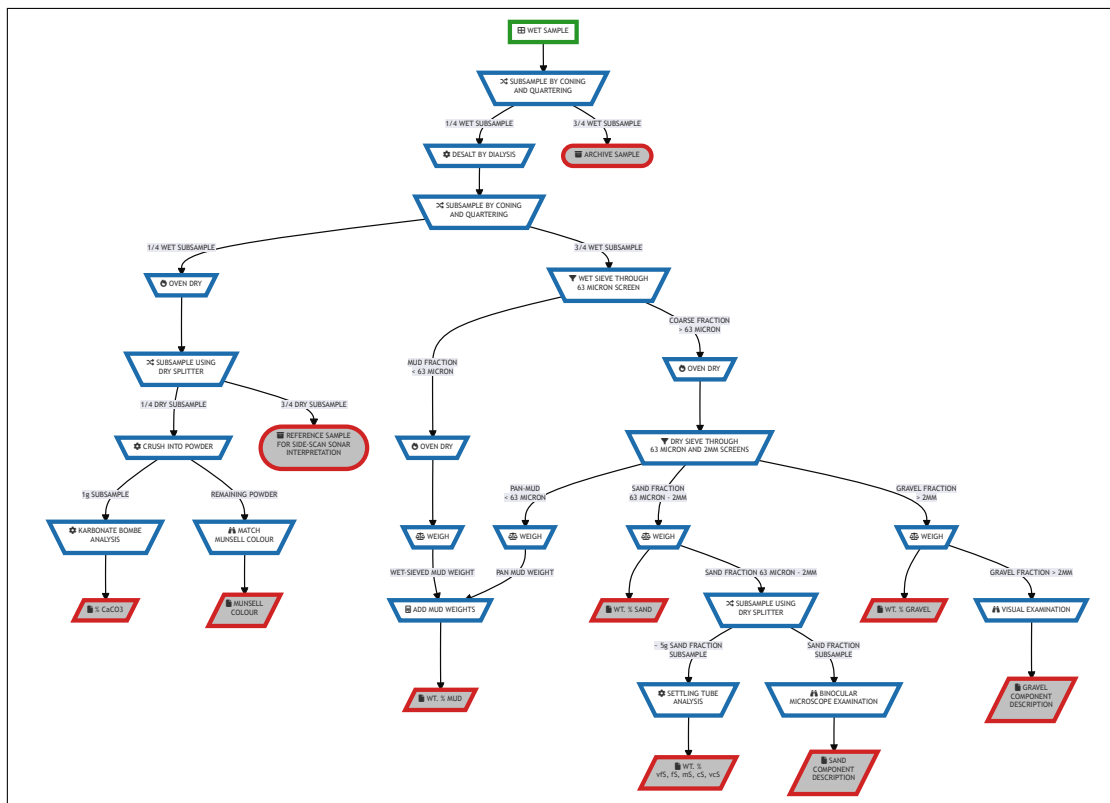 WET SAMPLE
SUBSAMPLE BY CONING
AND QUARTERING
1/4 WET SUBSAMPLE
3/4 WET SUBSAMPLE
DESALT BY DIALYSIS
ARCHIVE SAMPLE
SUBSAMPLE BY CONING
AND QUARTERING
1/4 WET SUBSAMPLE
3/4 WET SUBSAMPLE
OVEN DRY
WET SIEVE THROUGH
63 MICRON SCREEN
COARSE FRACTION
> 63 MICRON
MUD FRACTION
< 63 MICRON
SUBSAMPLE USING
DRY SPLITTER
OVEN DRY
1/4 DRY SUBSAMPLE
3/4 DRY SUBSAMPLE
CRUSH INTO POWDER
REFERENCE SAMPLE
FOR SIDE-SCAN SONAR
INTERPRETATION
OVEN DRY
DRY SIEVE THROUGH
63 MICRON AND 2MM SCREENS
1g SUBSAMPLE
REMAINING POWDER
PAN-MUD
< 63 MICRON
SAND FRACTION
63 MICRON - 2MM
GRAVEL FRACTION
> 2MM
KARBONATE BOMBE
ANALYSIS
MATCH
MUNSELL COLOUR
WEIGH
WEIGH
WEIGH
WEIGH
WET-SIEVED MUD WEIGHT
PAN MUD WEIGHT
SAND FRACTION 63 MICRON - 2MM
GRAVEL FRACTION > 2MM
% CaCO3
MUNSELL
COLOUR
ADD MUD WEIGHTS
WT. % SAND
SUBSAMPLE USING
DRY SPLITTER
WT. % GRAVEL
VISUAL EXAMINATION
~ 5g SAND FRACTION
SUBSAMPLE
SAND FRACTION
SUBSAMPLE
WT. % MUD
SETTLING TUBE
ANALYSIS
BINOCULAR
MICROSCOPE EXAMINATION
GRAVEL
COMPONENT
DESCRIPTION
WT. %
vfS, fS, mS, cS, vcS
SAND
COMPONENT
DESCRIPTION